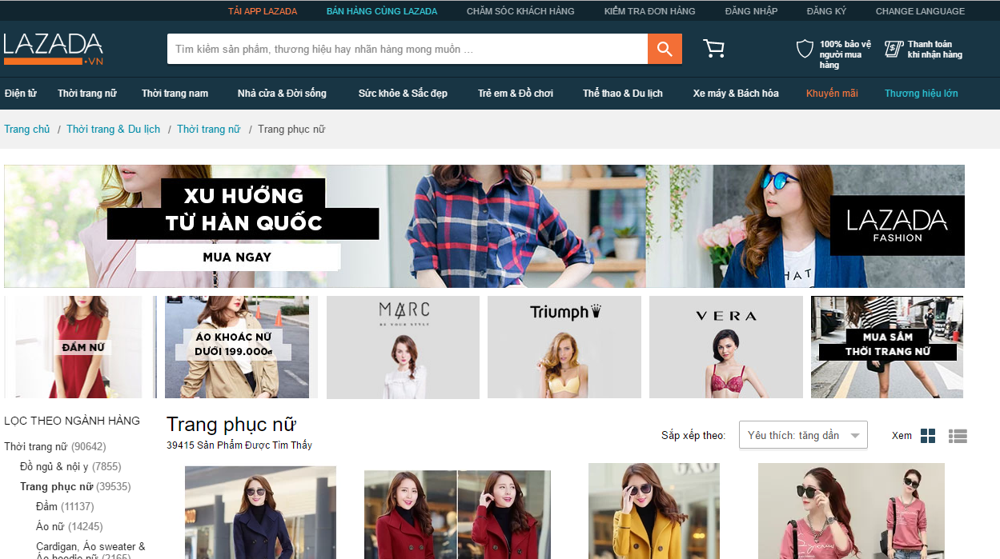 TẢI APP LAZADA
BÁN HÀNG CÙNG LAZADA
CHĂM SÓC KHÁCH HÀNG
KIỂM TRA ĐƠN HÀNG
ĐĂNG NHẬP
ĐĂNG KÝ
CHANGE LANGUAGE
LAZADA
.VN
Tìm kiếm sản phẩm, thương hiệu hay nhãn hàng mong muốn ...
100% bảo vệ
người mua
hàng
Thanh toán
khi nhận hàng
Điện tử
Thời trang nữ
Thời trang nam
Nhà cửa & Đời sống
Sức khỏe & Sắc đẹp
Trẻ em & Đồ chơi
Thể thao & Du lịch
Xe máy & Bách hóa
Khuyến mãi
Thương hiệu lớn
Trang chủ / Thời trang & Du lịch / Thời trang nữ / Trang phục nữ
XU HƯỚNG
TỪ HÀN QUỐC
MUA NGAY
LAZADA
FASHION
HAT
ĐẦM NỮ
ÁO KHOÁC NỮ
DƯỚI 199.000đ
MARC
BE YOUR STYLE
Triumph
VERA
MUA SẮM
THỜI TRANG NỮ
LỌC THEO NGÀNH HÀNG
Thời trang nữ (90642)
Đồ ngủ & nội y (7855)
Trang phục nữ (39535)
Đầm (11137)
Áo nữ (14245)
Cardigan, Áo sweater &
Áo hoodie nữ (2165)
Trang phục nữ
39415 Sản Phẩm Được Tìm Thấy
Sắp xếp theo:
Yêu thích: tăng dần
Xem